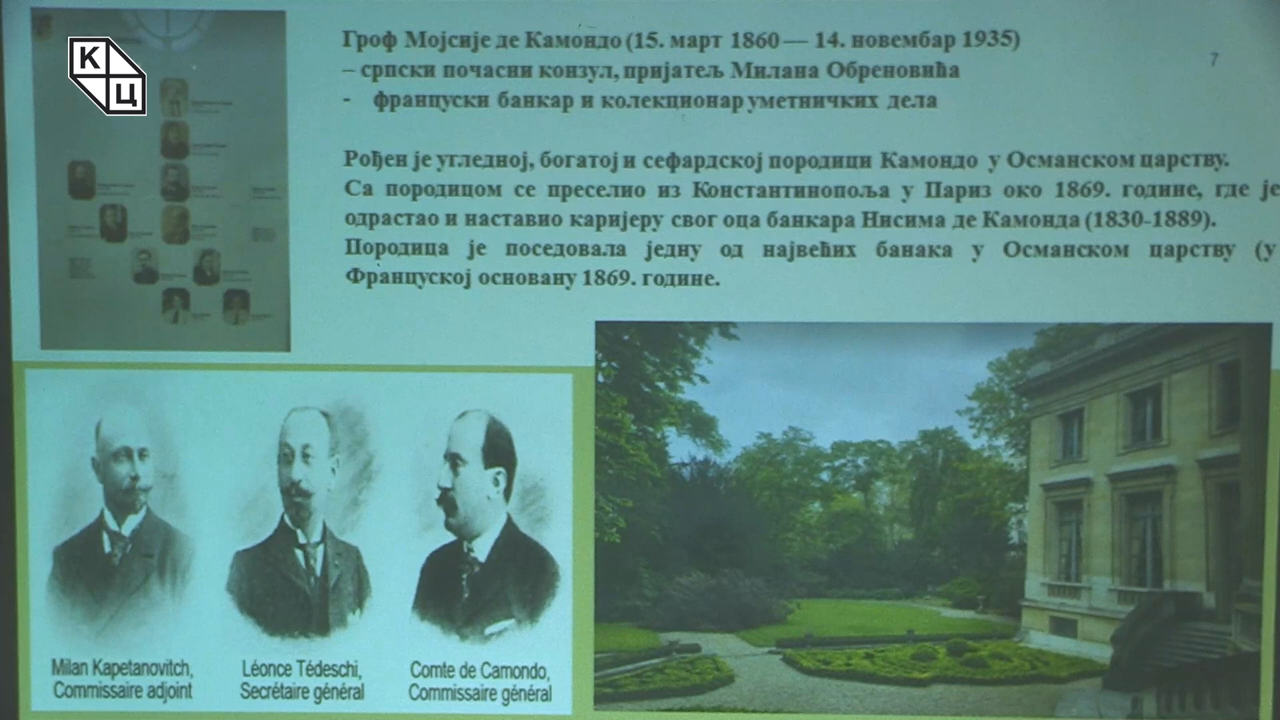 К
Ц
7
Гроф Мојсије де Камондо (15. март 1860— 14. новембар 1935)
– српски почасни конзул, пријатељ Милана Обреновића
- француски банкар и колекционар уметничких дела
Рођен је угледној, богатој и сефардској породици Камондо у Османском царству.
Са породицом се преселио из Константинопоља у Париз око 1869. године, где је
одрастао и наставио каријеру свог оца банкара Нисима де Камонда (1830-1889).
Породица је поседовала једну од највећих банака у Османском царству (у
Француској основану 1869. године.
Milan Kapetanovitch,
Commissaire adjoint
Léonce Tédeschi,
Secrétaire général
Comte de Camondo,
Commissaire général